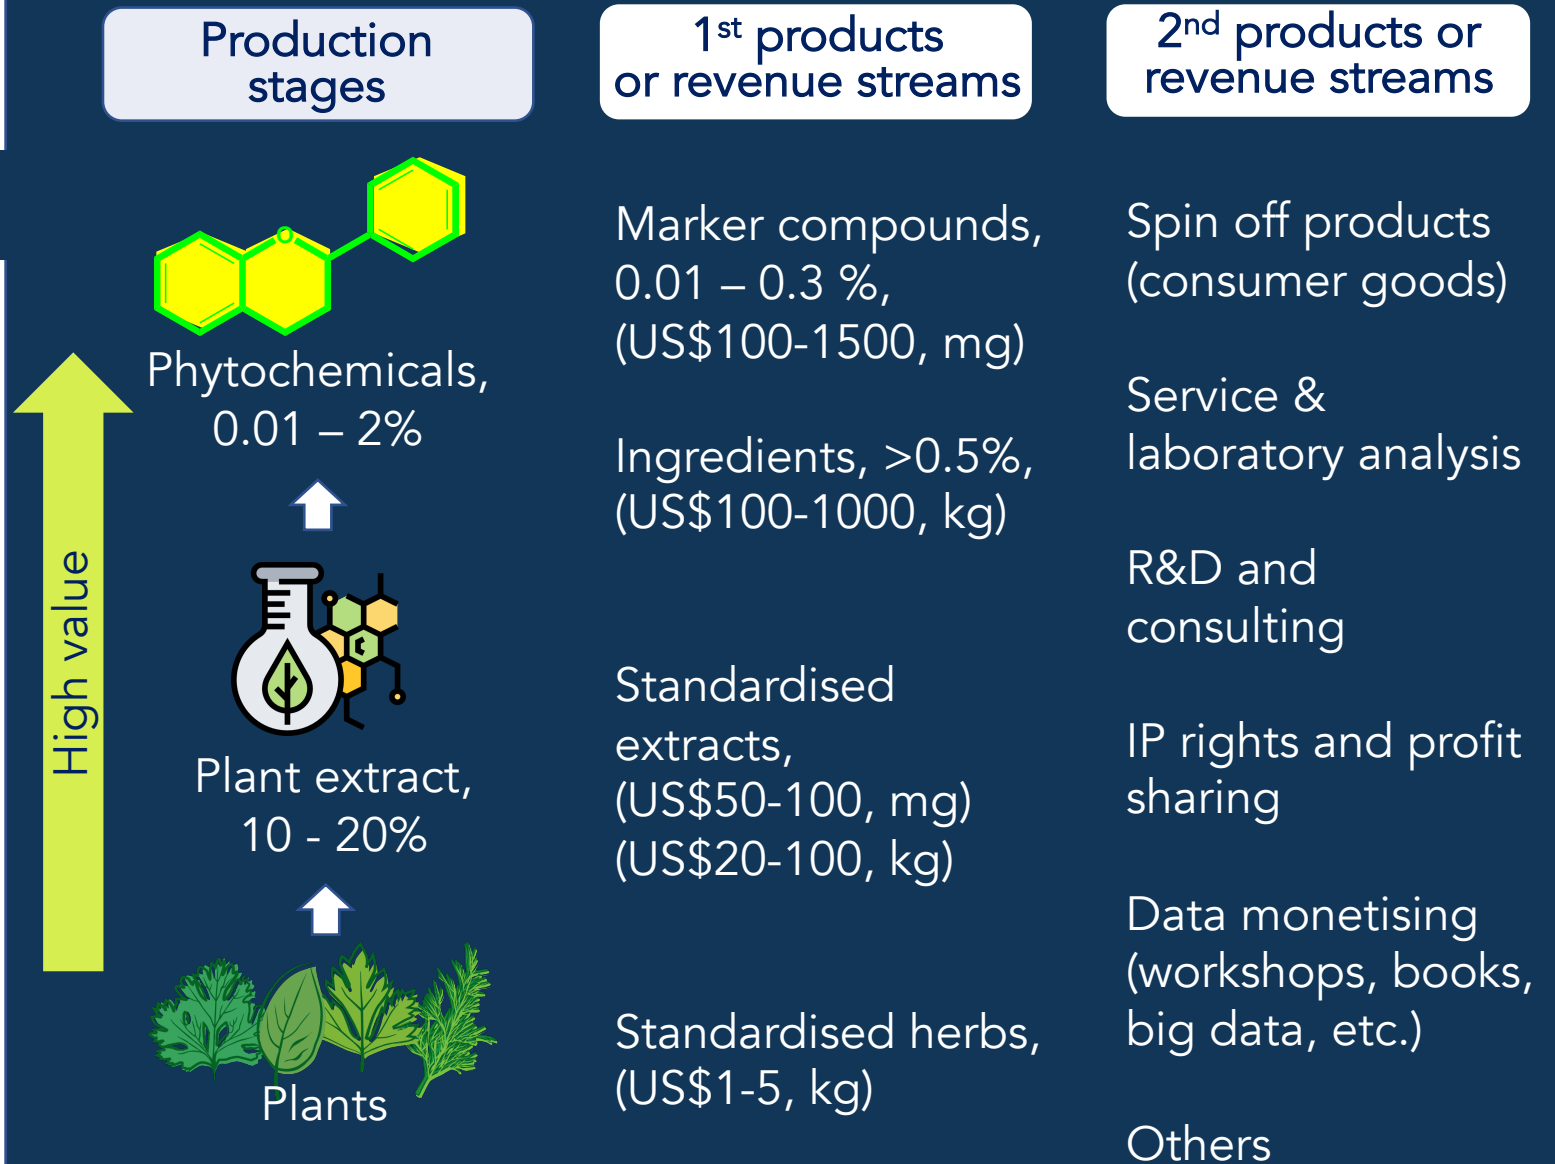 Production
stages
1st products
or revenue streams
2nd products or
revenue streams
O
Phytochemicals,
0.01 – 2%
High value
Plant extract,
10 - 20%
Plants
Marker compounds,
0.01 – 0.3 %,
(US$100-1500, mg)
Ingredients, >0.5%,
(US$100-1000, kg)
Standardised
extracts,
(US$50-100, mg)
(US$20-100, kg)
Standardised herbs,
(US$1-5, kg)
Spin off products
(consumer goods)
Service &
laboratory analysis
R&D and
consulting
IP rights and profit
sharing
Data monetising
(workshops, books,
big data, etc.)
Others